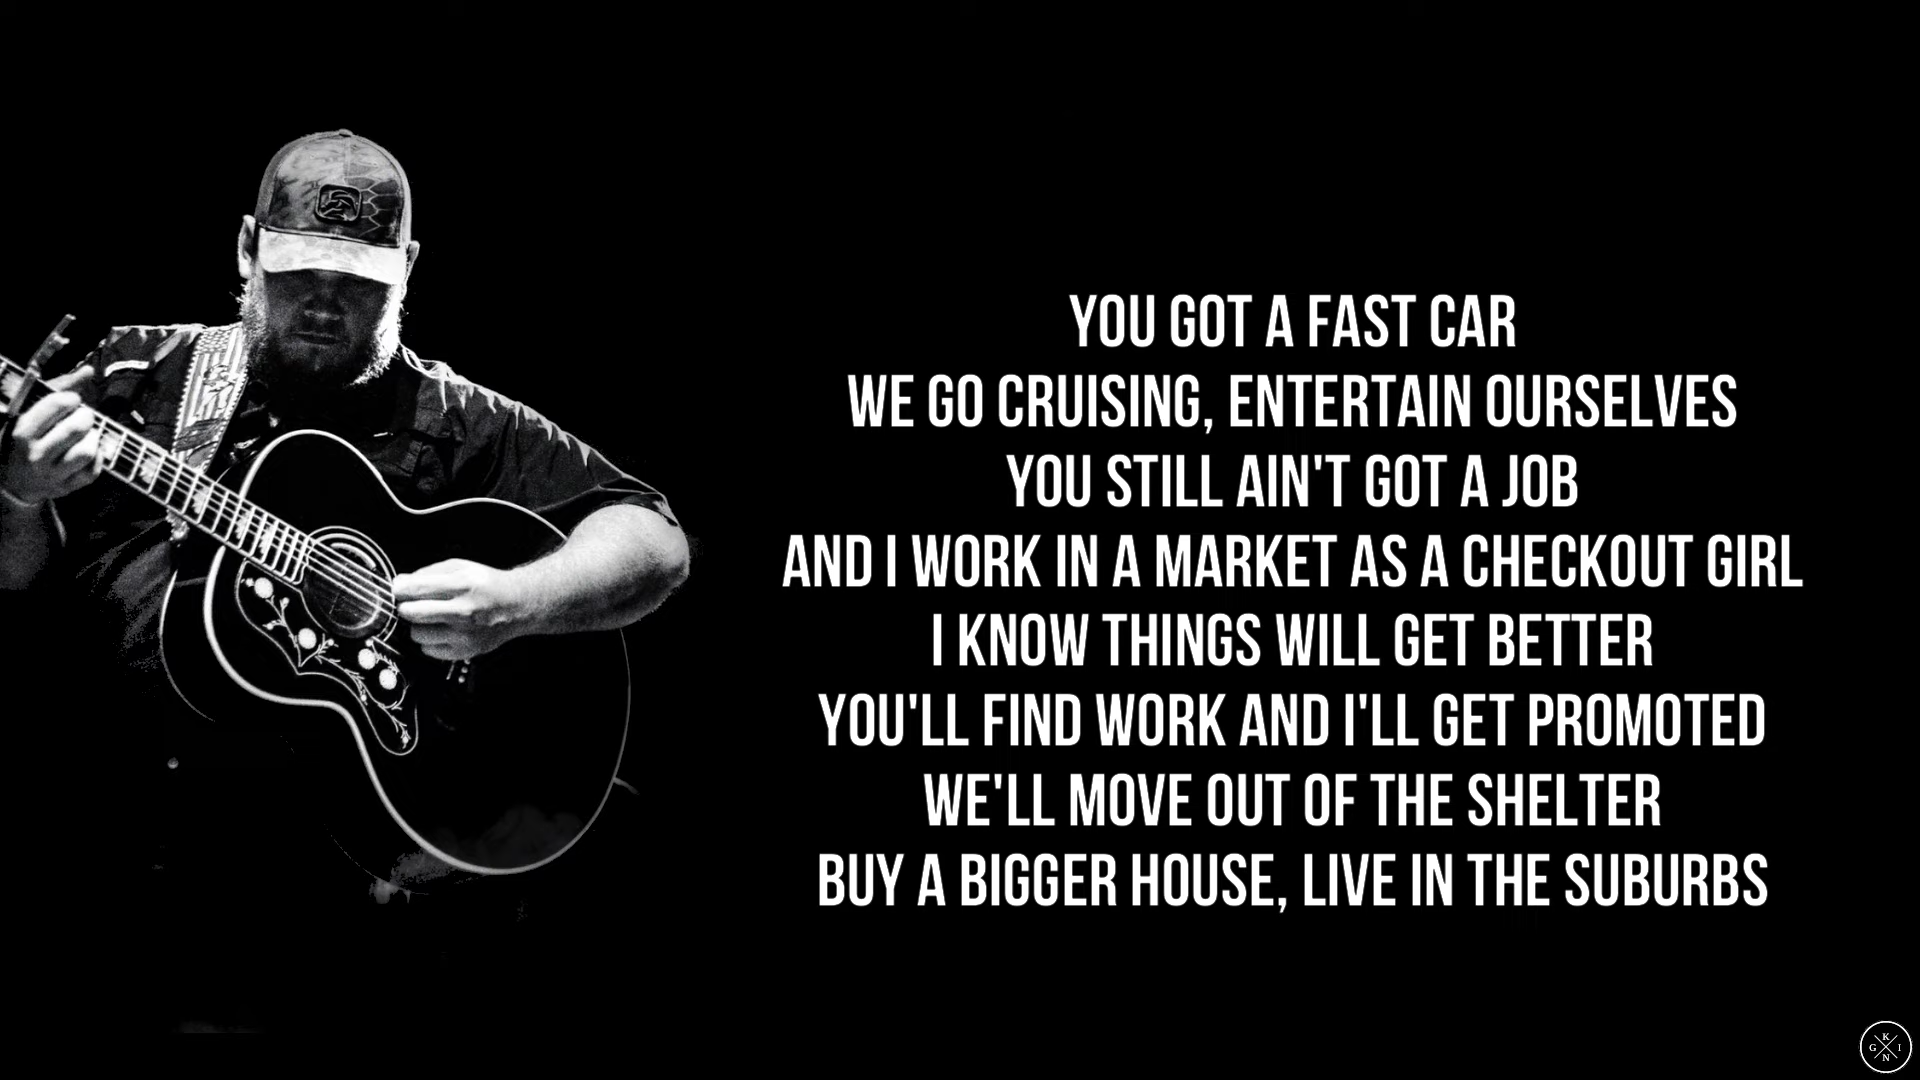 YOU GOT A FAST CAR
WE GO CRUISING, ENTERTAIN OURSELVES
YOU STILL AIN'T GOT A JOB
AND I WORK IN A MARKET AS A CHECKOUT GIRL
I KNOW THINGS WILL GET BETTER
YOU'LL FIND WORK AND I'LL GET PROMOTED
WE'LL MOVE OUT OF THE SHELTER
BUY A BIGGER HOUSE, LIVE IN THE SUBURBS
K
G I
N